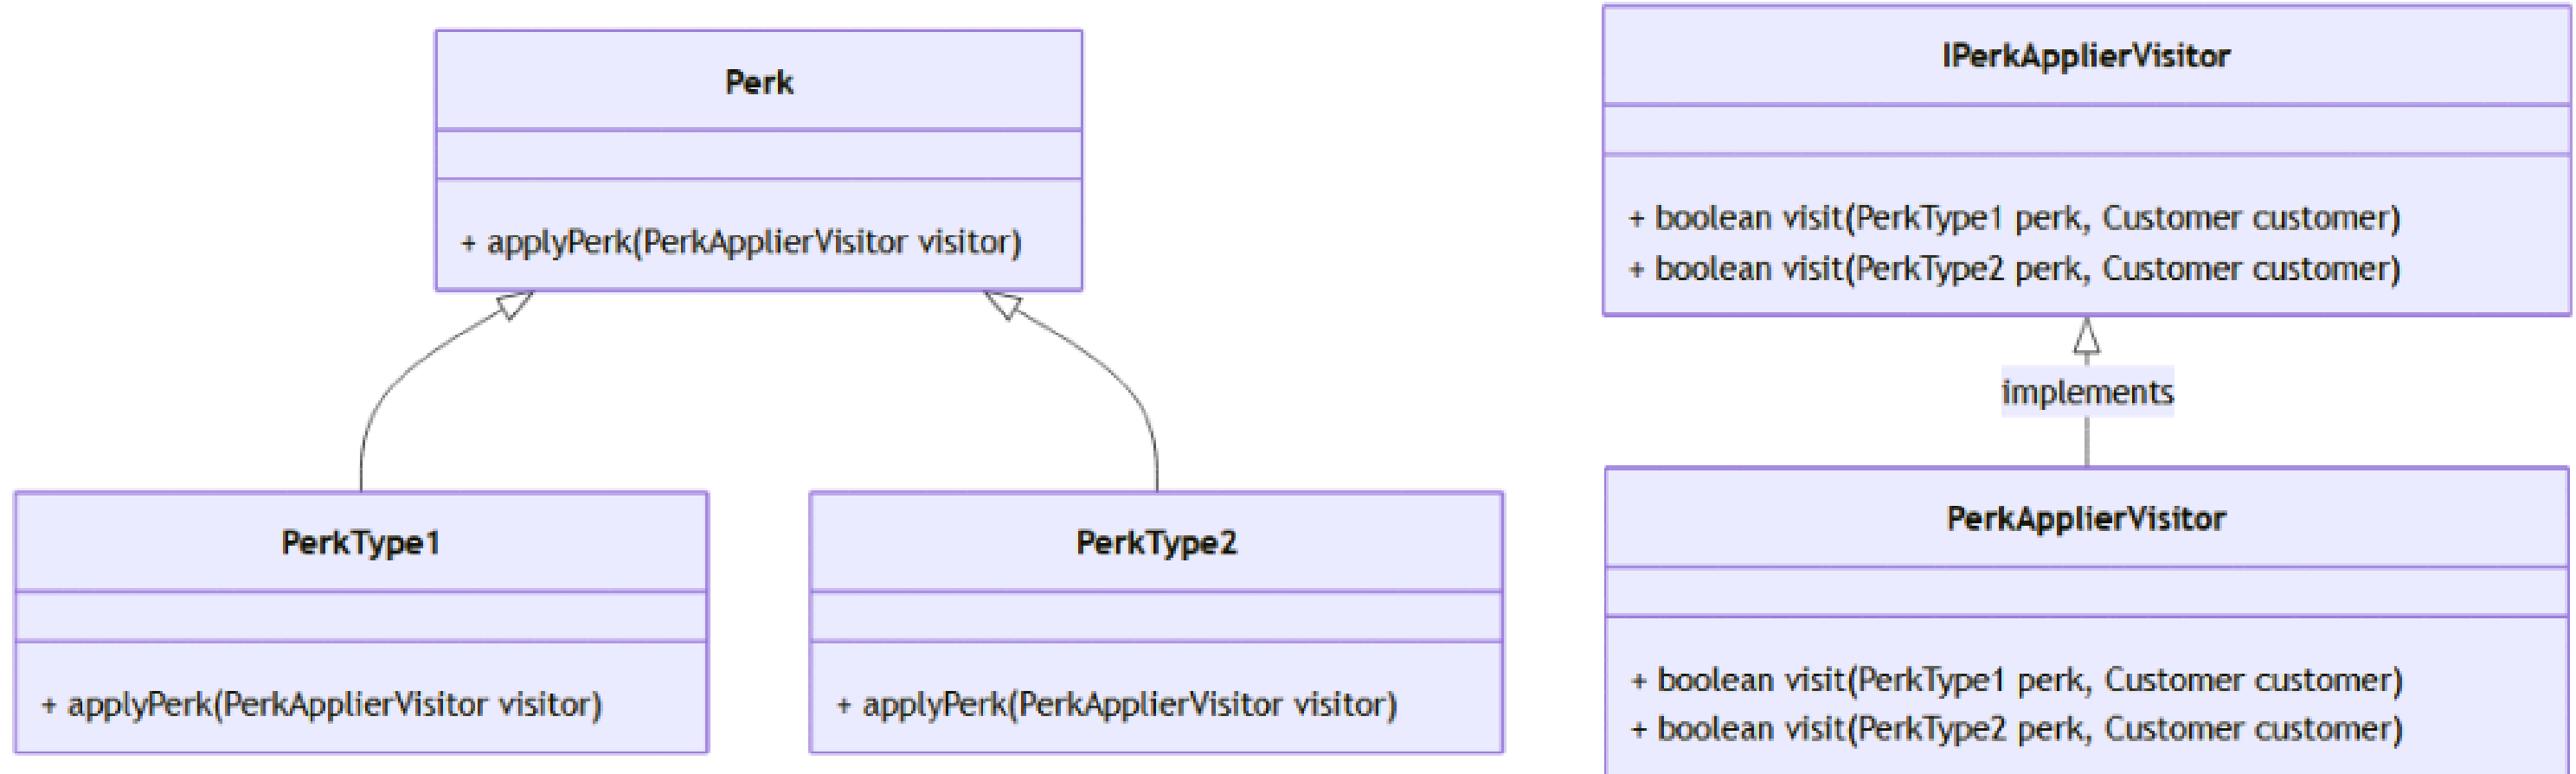 Perk
+ applyPerk(PerkApplierVisitor visitor)
PerkType1
+ applyPerk(PerkApplierVisitor visitor)
PerkType2
+ applyPerk(PerkApplierVisitor visitor)
IPerkApplierVisitor
+ boolean visit(PerkType1 perk, Customer customer)
+ boolean visit(PerkType2 perk, Customer customer)
implements
PerkApplierVisitor
+ boolean visit(PerkType1 perk, Customer customer)
+ boolean visit(PerkType2 perk, Customer customer)